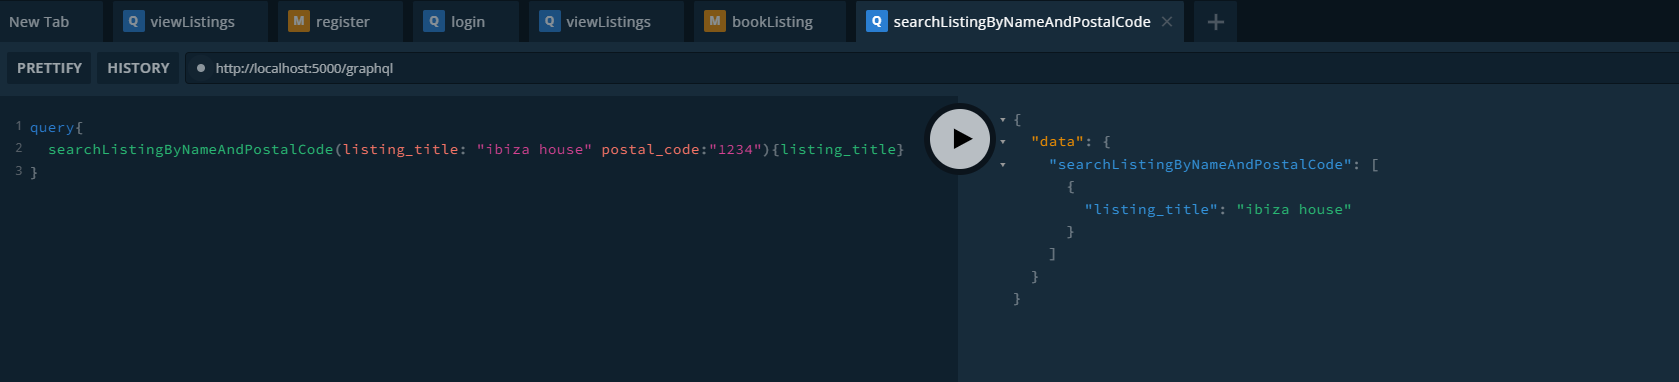 New Tab Q viewListings M register Q login Q viewListings M bookListing Q searchListingByNameAndPostalCode × +
PRETTIFY HISTORY http://localhost:5000/graphql
1 query{
2 searchListingByNameAndPostalCode(listing_title: "ibiza house" postal_code:"1234"){listing_title}
3 }
{
"data": {
"searchListingByNameAndPostalCode": [
{
"listing_title": "ibiza house"
}
]
}
}